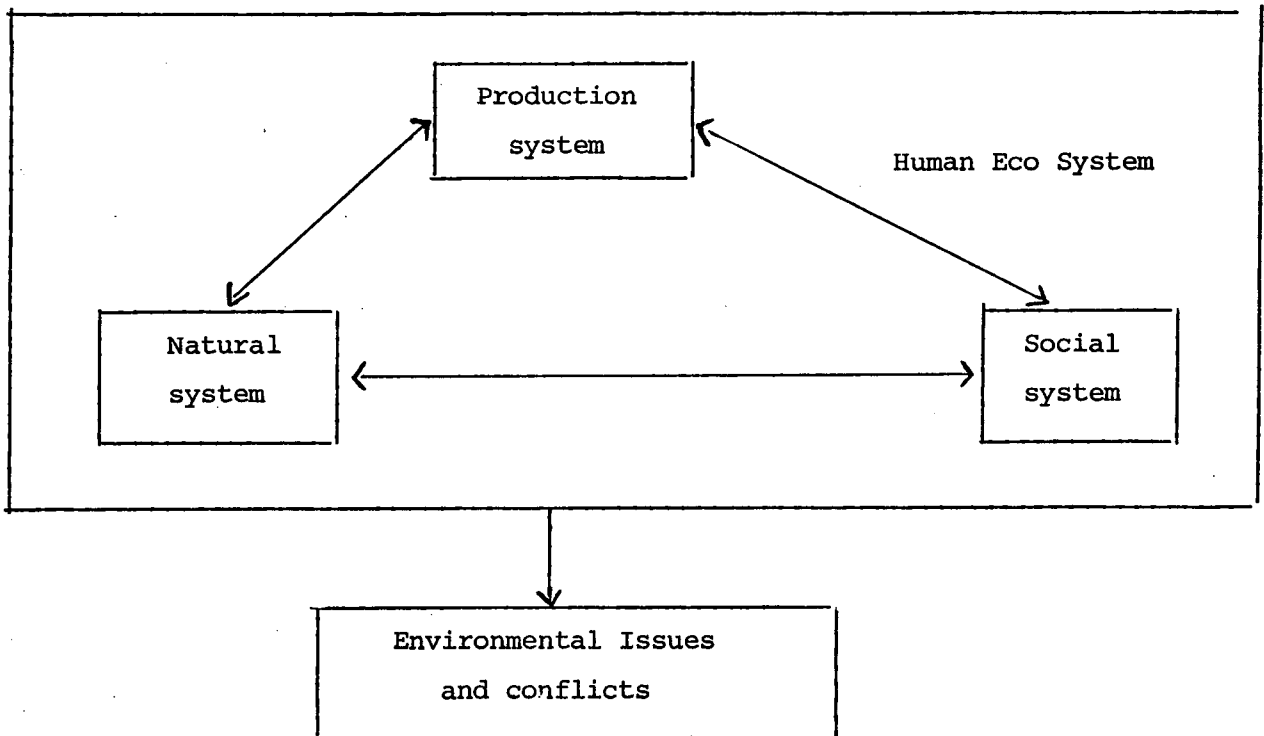 Production
system
Human Eco System
Natural
system
Social
system
Environmental Issues
and conflicts